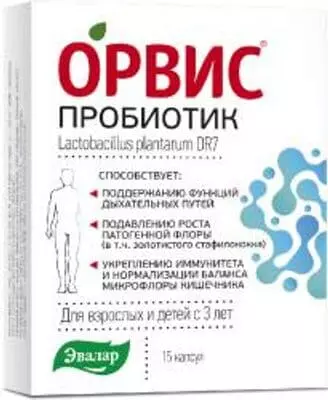 ОРВИС®
ПРОБИОТИК
Lactobacillus plantarum DR7
СПОСОБСТВУЕТ:
ПОДДЕРЖАНИЮ ФУНКЦИЙ
ДЫХАТЕЛЬНЫХ ПУТЕЙ
ПОДАВЛЕНИЮ РОСТА
ПАТОГЕННОЙ ФЛОРЫ
(в т.ч. золотистого стафилококка)
УКРЕПЛЕНИЮ ИММУНИТЕТА
И НОРМАЛИЗАЦИИ БАЛАНСА
МИКРОФЛОРЫ КИШЕЧНИКА
Для взрослых и детей с 3 лет
Эвалар
15 капсул